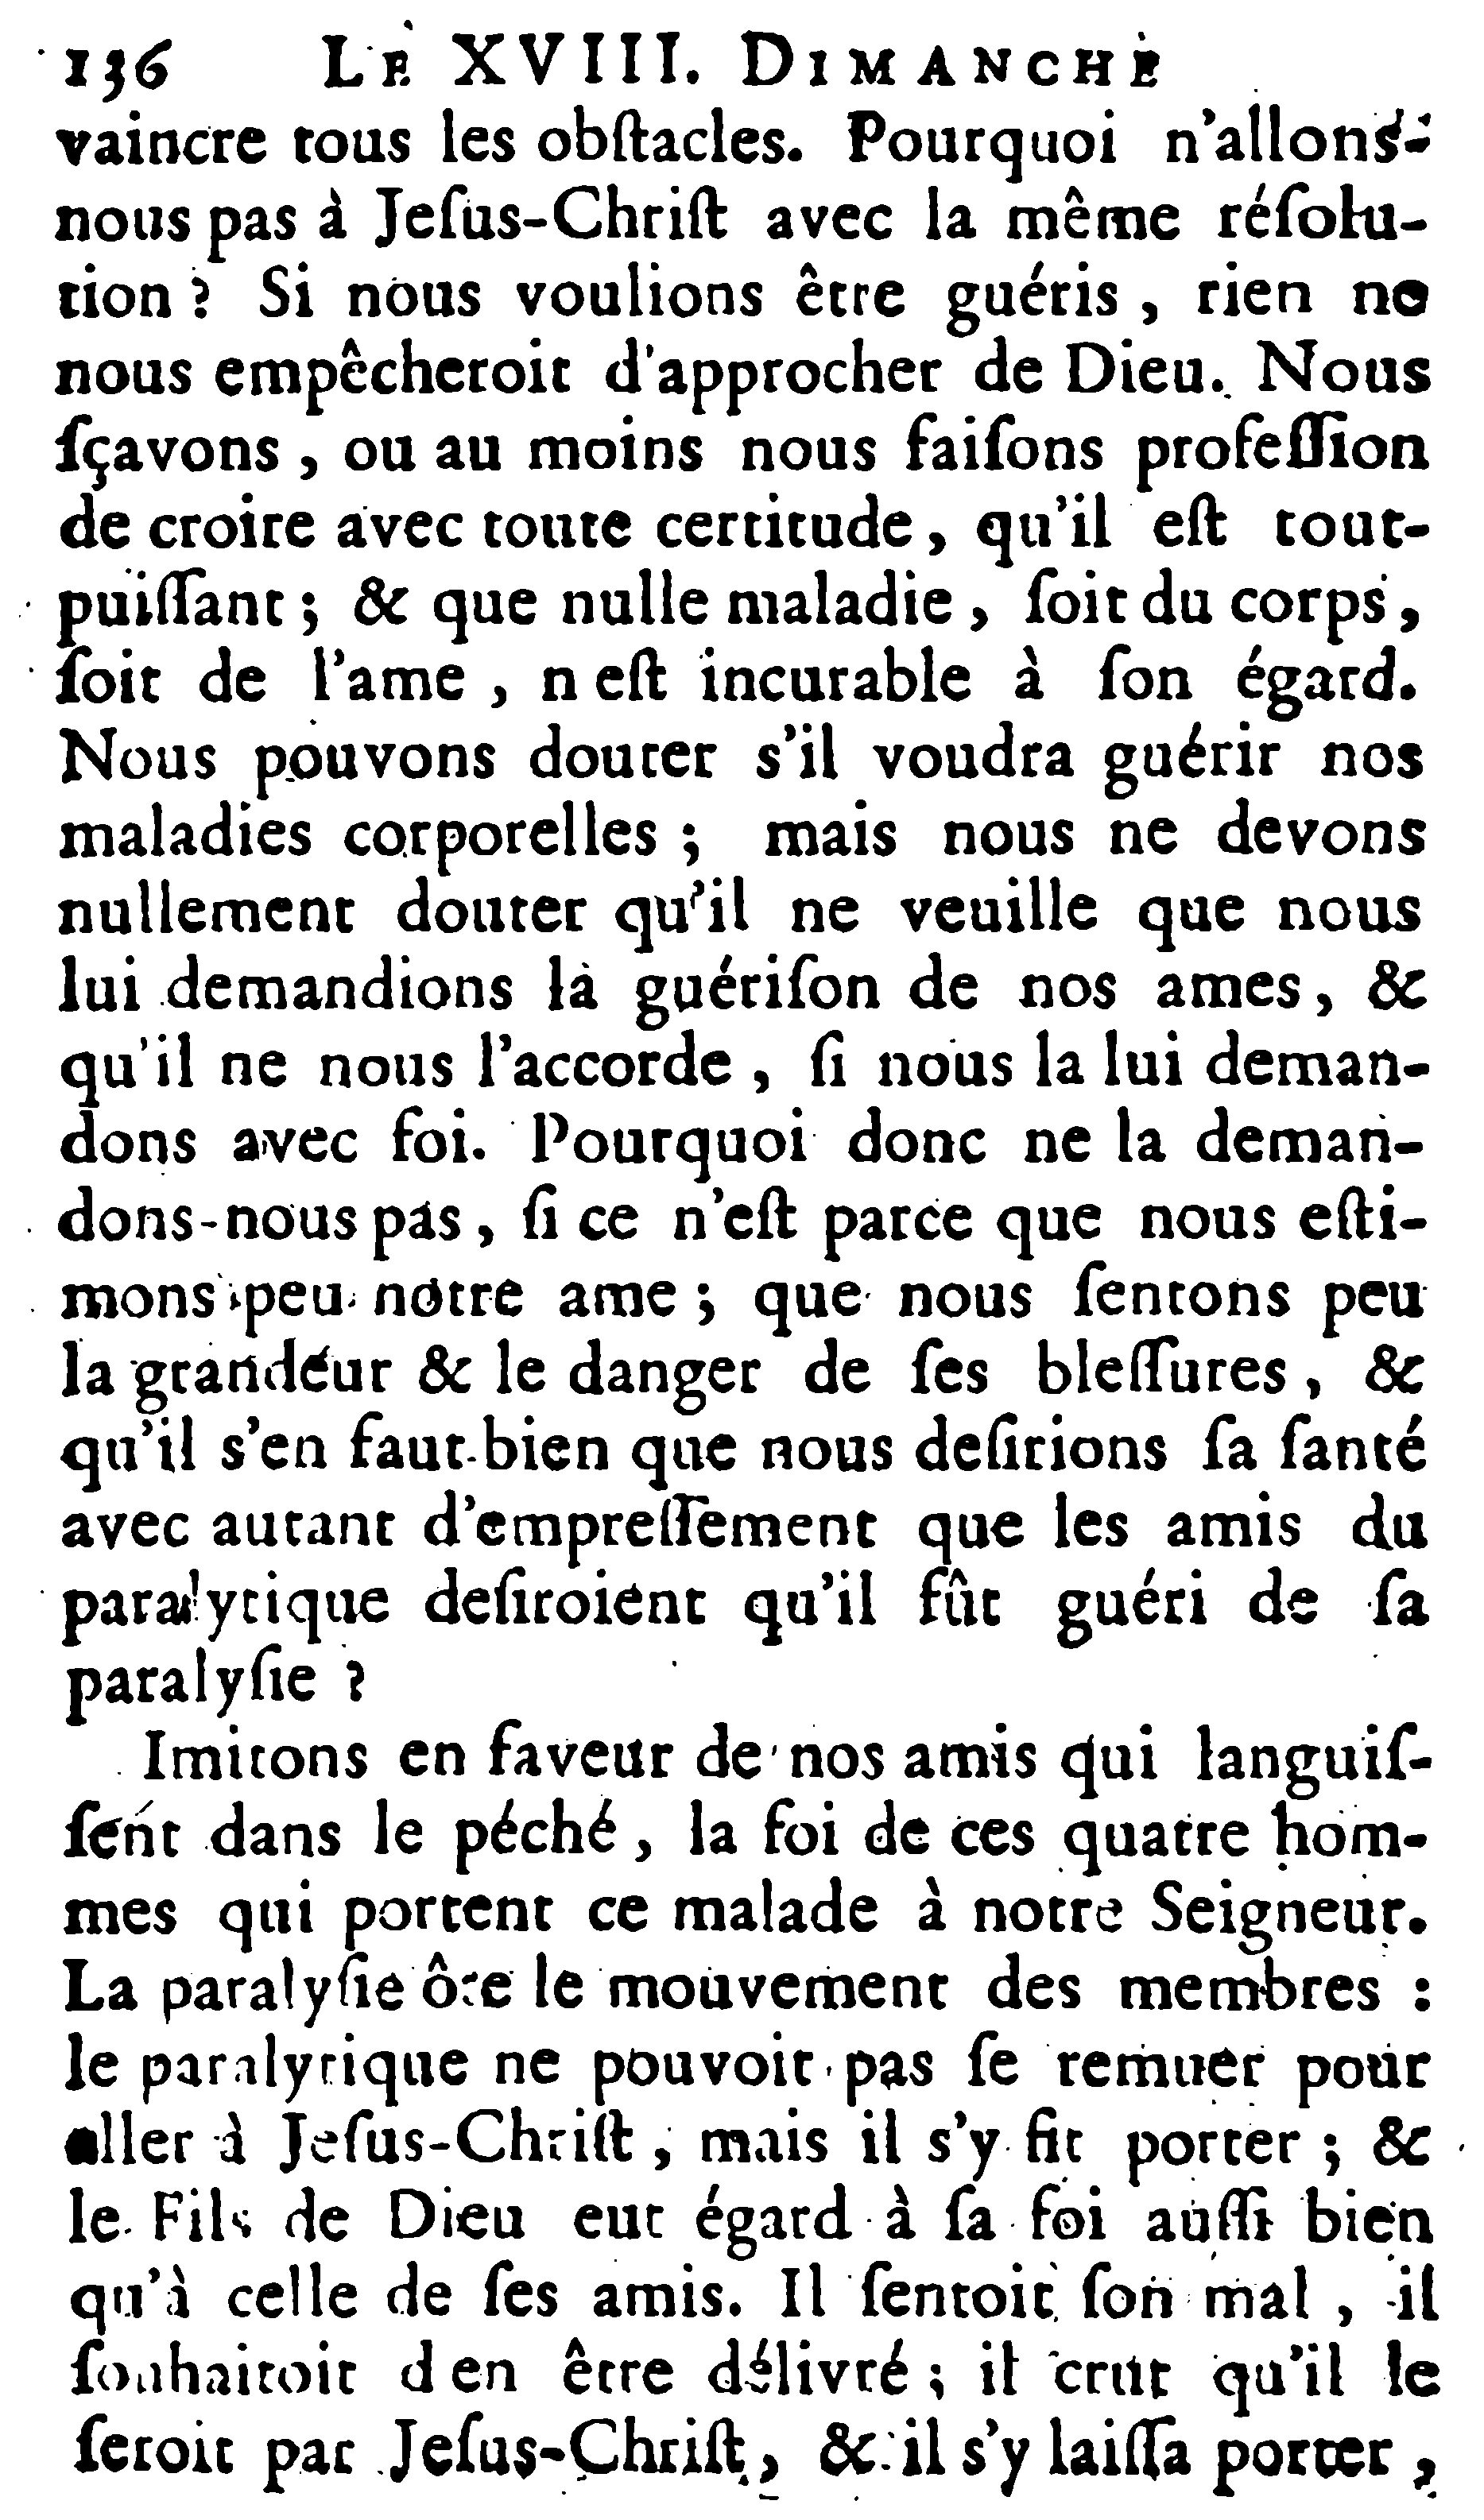 136 LE XVIII. DIMANCHE
vaincre tous les obſtacles. Pourquoi n'allons-
nous pas à Jeſus-Chriſt avec la même réſolu-
tion ? Si nous voulions être guéris , rien ne
nous empêcheroit d'approcher de Dieu. Nous
ſçavons , ou au moins nous faiſons profeſſion
de croire avec toute certitude, qu'il eſt tout-
puiſſant ; & que nulle maladie , ſoit du corps,
ſoit de l'ame , n'eſt incurable à ſon égard.
Nous pouvons douter s'il voudra guérir nos
maladies corporelles ; mais nous ne devons
nullement douter qu'il ne veuille que nous
lui demandions la guériſon de nos ames, &
qu'il ne nous l'accorde , ſi nous la lui deman-
dons avec foi. Pourquoi donc ne la deman-
dons-nous pas, ſi ce n'eſt parce que nous eſti-
mons peu notre ame ; que nous ſentons peu
la grandeur & le danger de ſes bleſſures, &
qu'il s'en faut bien que nous deſirions ſa ſanté
avec autant d'empreſſement que les amis du
paralytique deſiroient qu'il fût guéri de ſa
paralyſie ?
Imitons en faveur de nos amis qui languiſ-
ſent dans le péché, la foi de ces quatre hom-
mes qui portent ce malade à notre Seigneur.
La paralyſie ôte le mouvement des membres :
le paralytique ne pouvoit pas ſe remuer pour
aller à Jeſus-Chriſt , mais il s'y fit porter ; &
le Fils de Dieu eut égard à ſa foi auſſi bien
qu'à celle de ſes amis. Il ſentoit ſon mal , il
ſouhaitoit d'en être délivré ; il crut qu'il le
ſeroit par Jeſus-Chriſt, & il s'y laiſſa porter ,